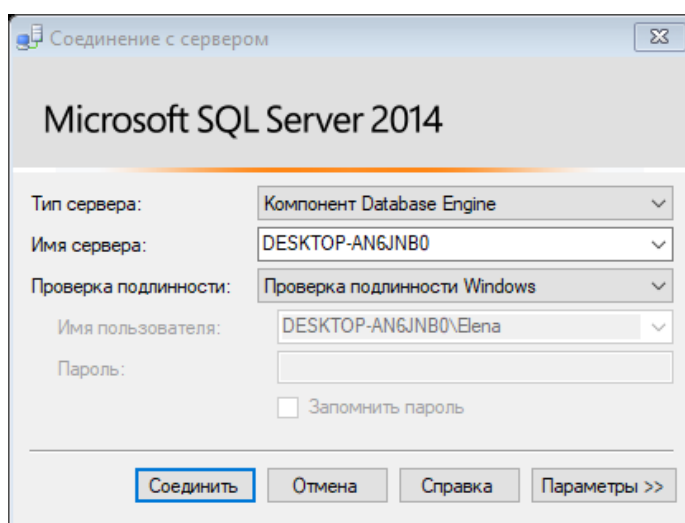 Соединение с сервером
Microsoft SQL Server 2014
Тип сервера: Компонент Database Engine
Имя сервера: DESKTOP-AN6JNB0
Проверка подлинности: Проверка подлинности Windows
Имя пользователя: DESKTOP-AN6JNB0\Elena
Пароль:
Запомнить пароль
Соединить Отмена Справка Параметры >>